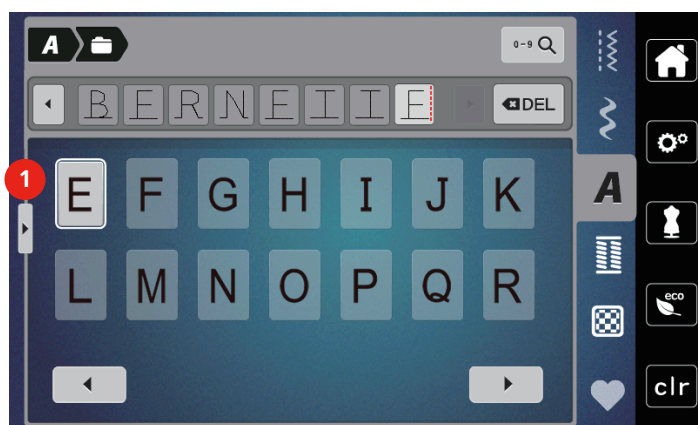 A
0-9
BERNEIIE
DEL
1
E F G H I J K
A
L M N O P Q R
eco
clr